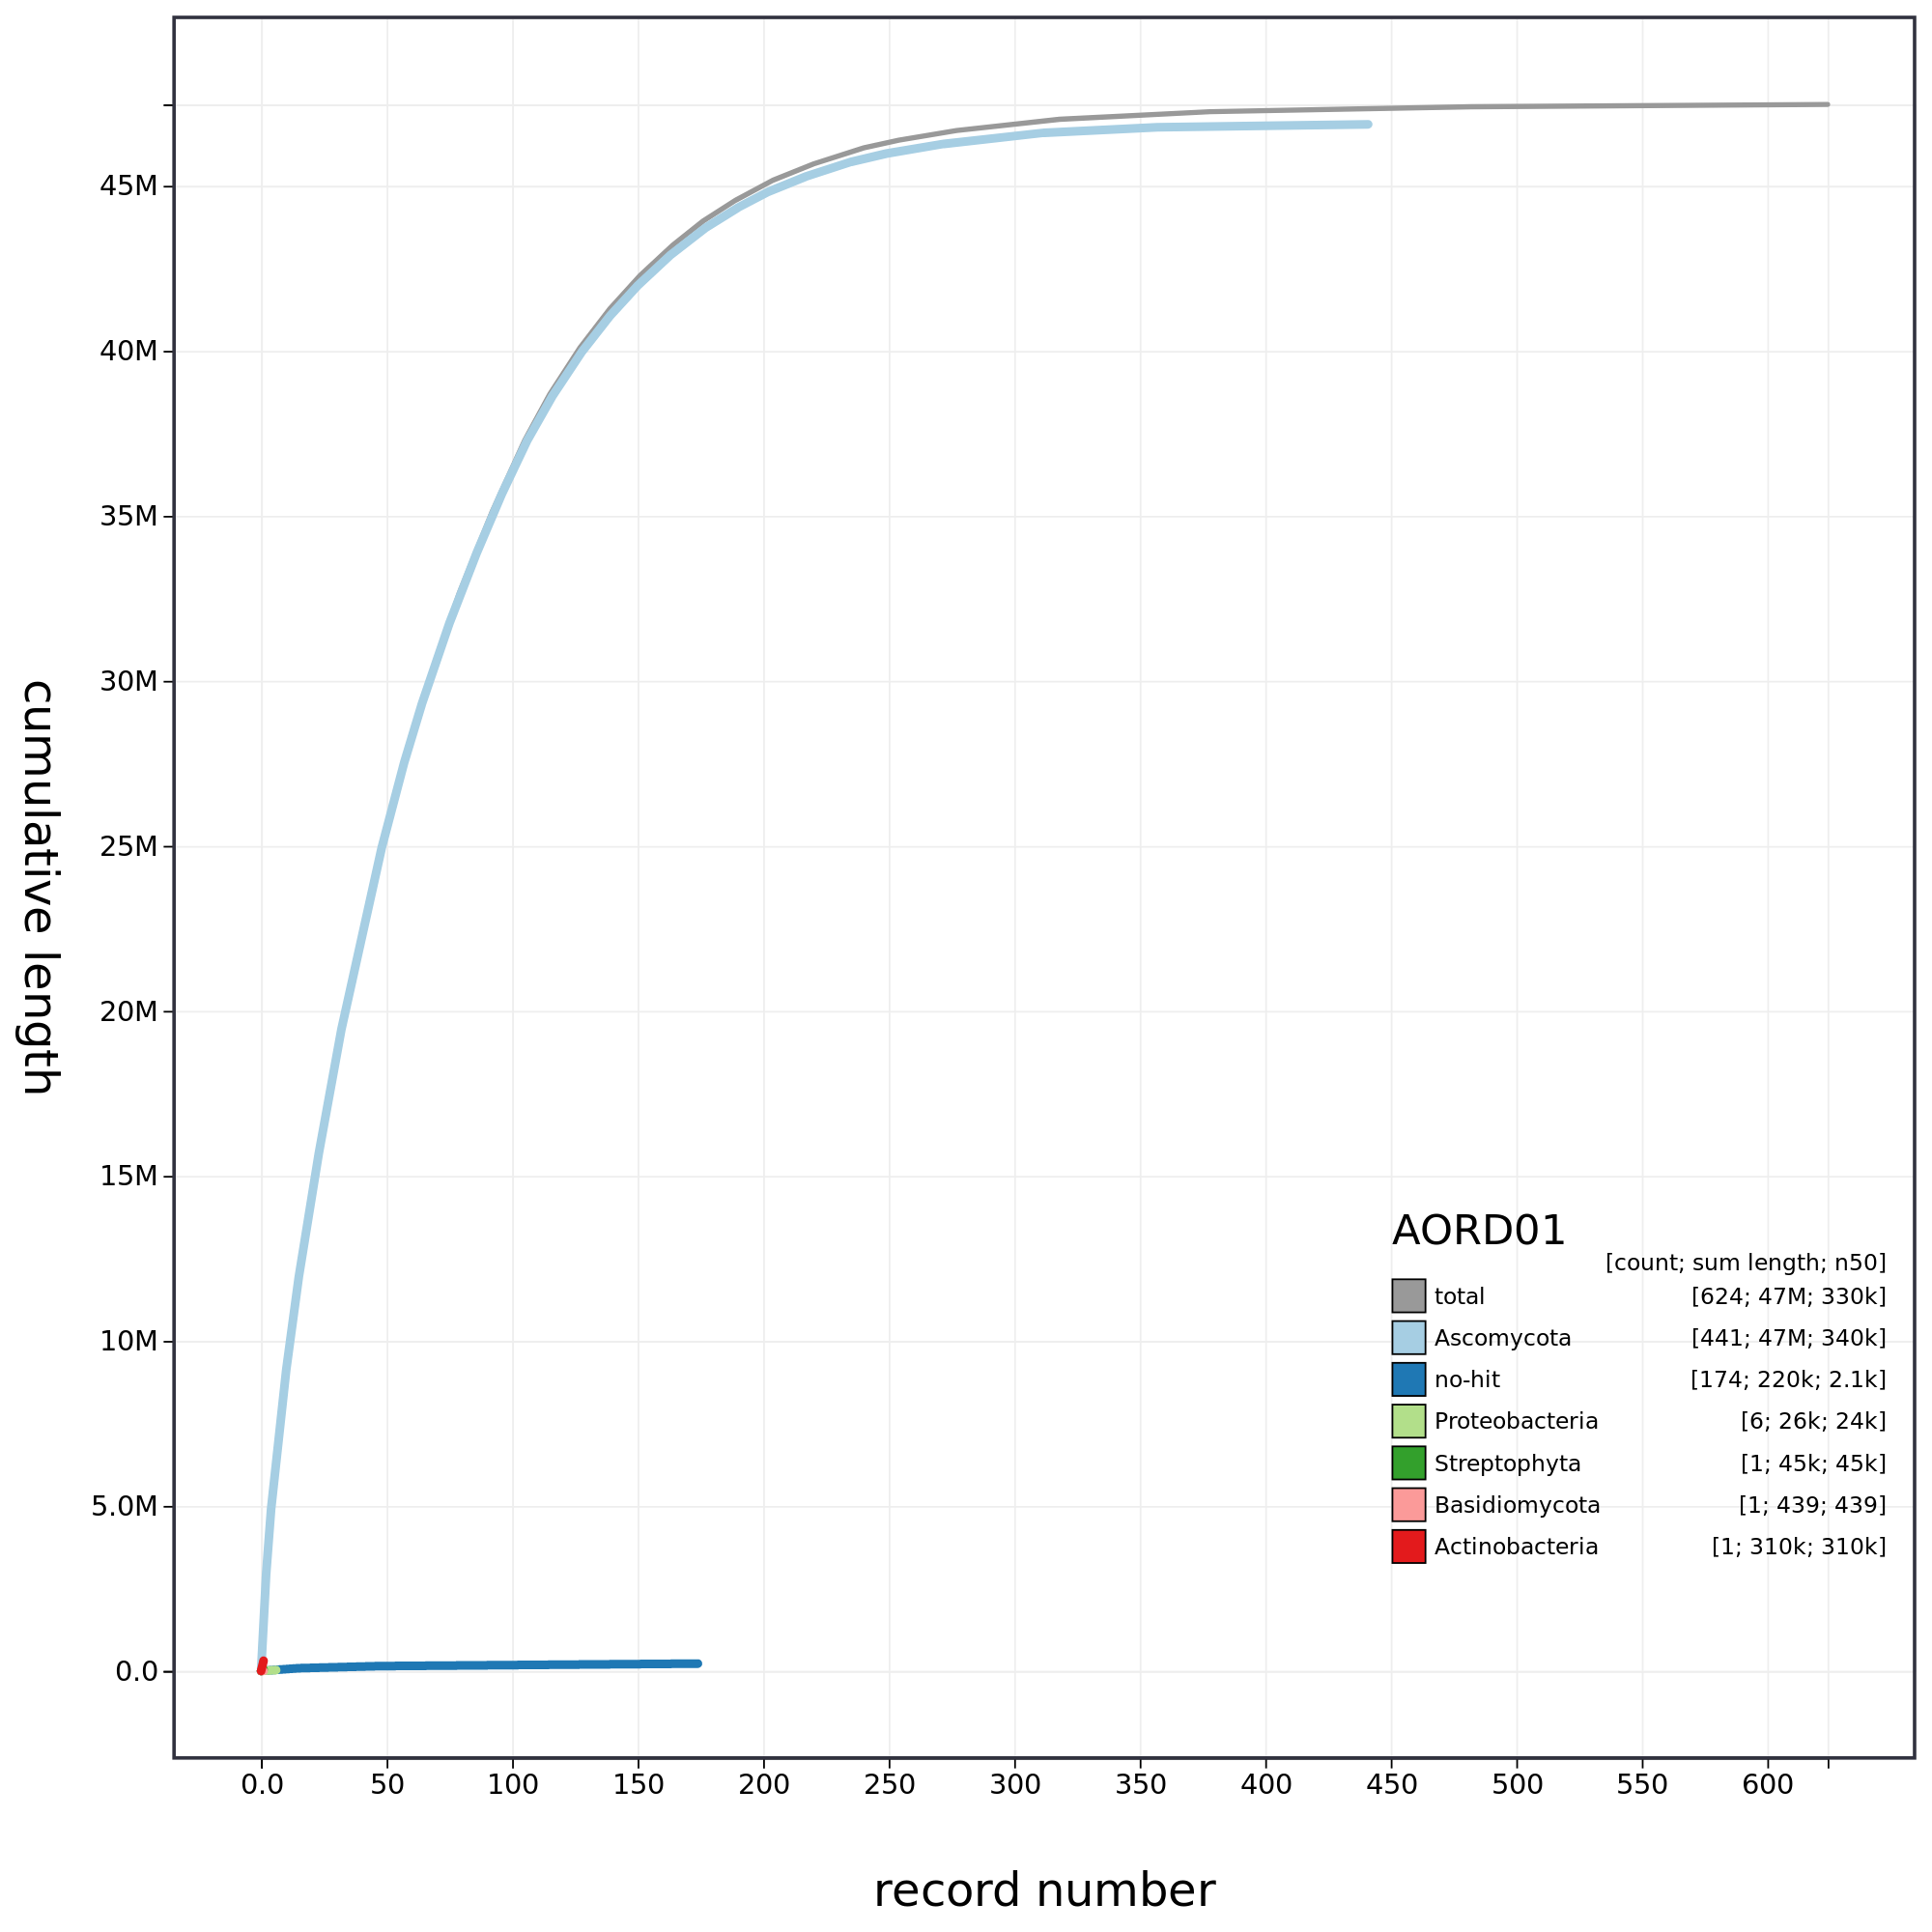 cumulative length
45M
40M
35M
30M
25M
20M
15M
10M
5.0M
0.0
AORD01
[count; sum length; n50]
total [624; 47M; 330k]
Ascomycota [441; 47M; 340k]
no-hit [174; 220k; 2.1k]
Proteobacteria [6; 26k; 24k]
Streptophyta [1; 45k; 45k]
Basidiomycota [1; 439; 439]
Actinobacteria [1; 310k; 310k]
0.0 50 100 150 200 250 300 350 400 450 500 550 600
record number